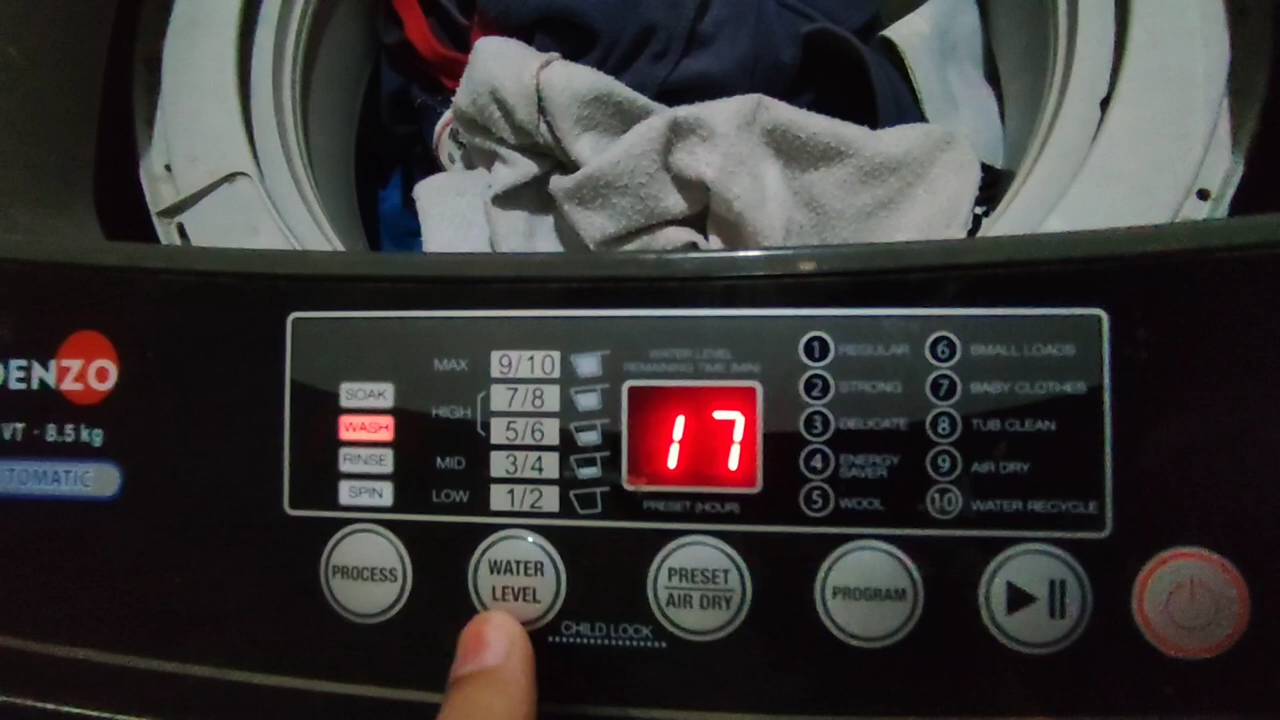 DENZO
VT - 8.5 kg
TOMATIC
SOAK
WASH
RINSE
SPIN
MAX 9/10
HIGH 7/8
5/6
MID 3/4
LOW 1/2
WATER LEVEL
REMAINING TIME (MIN)
17
PRESET (HOUR)
1 REGULAR
2 STRONG
3 DELICATE
4 ENERGY
SAVER
5 WOOL
6 SMALL LOADS
7 BABY CLOTHES
8 TUB CLEAN
9 AIR DRY
10 WATER RECYCLE
PROCESS
WATER
LEVEL
PRESET
AIR DRY
PROGRAM
CHILD LOCK